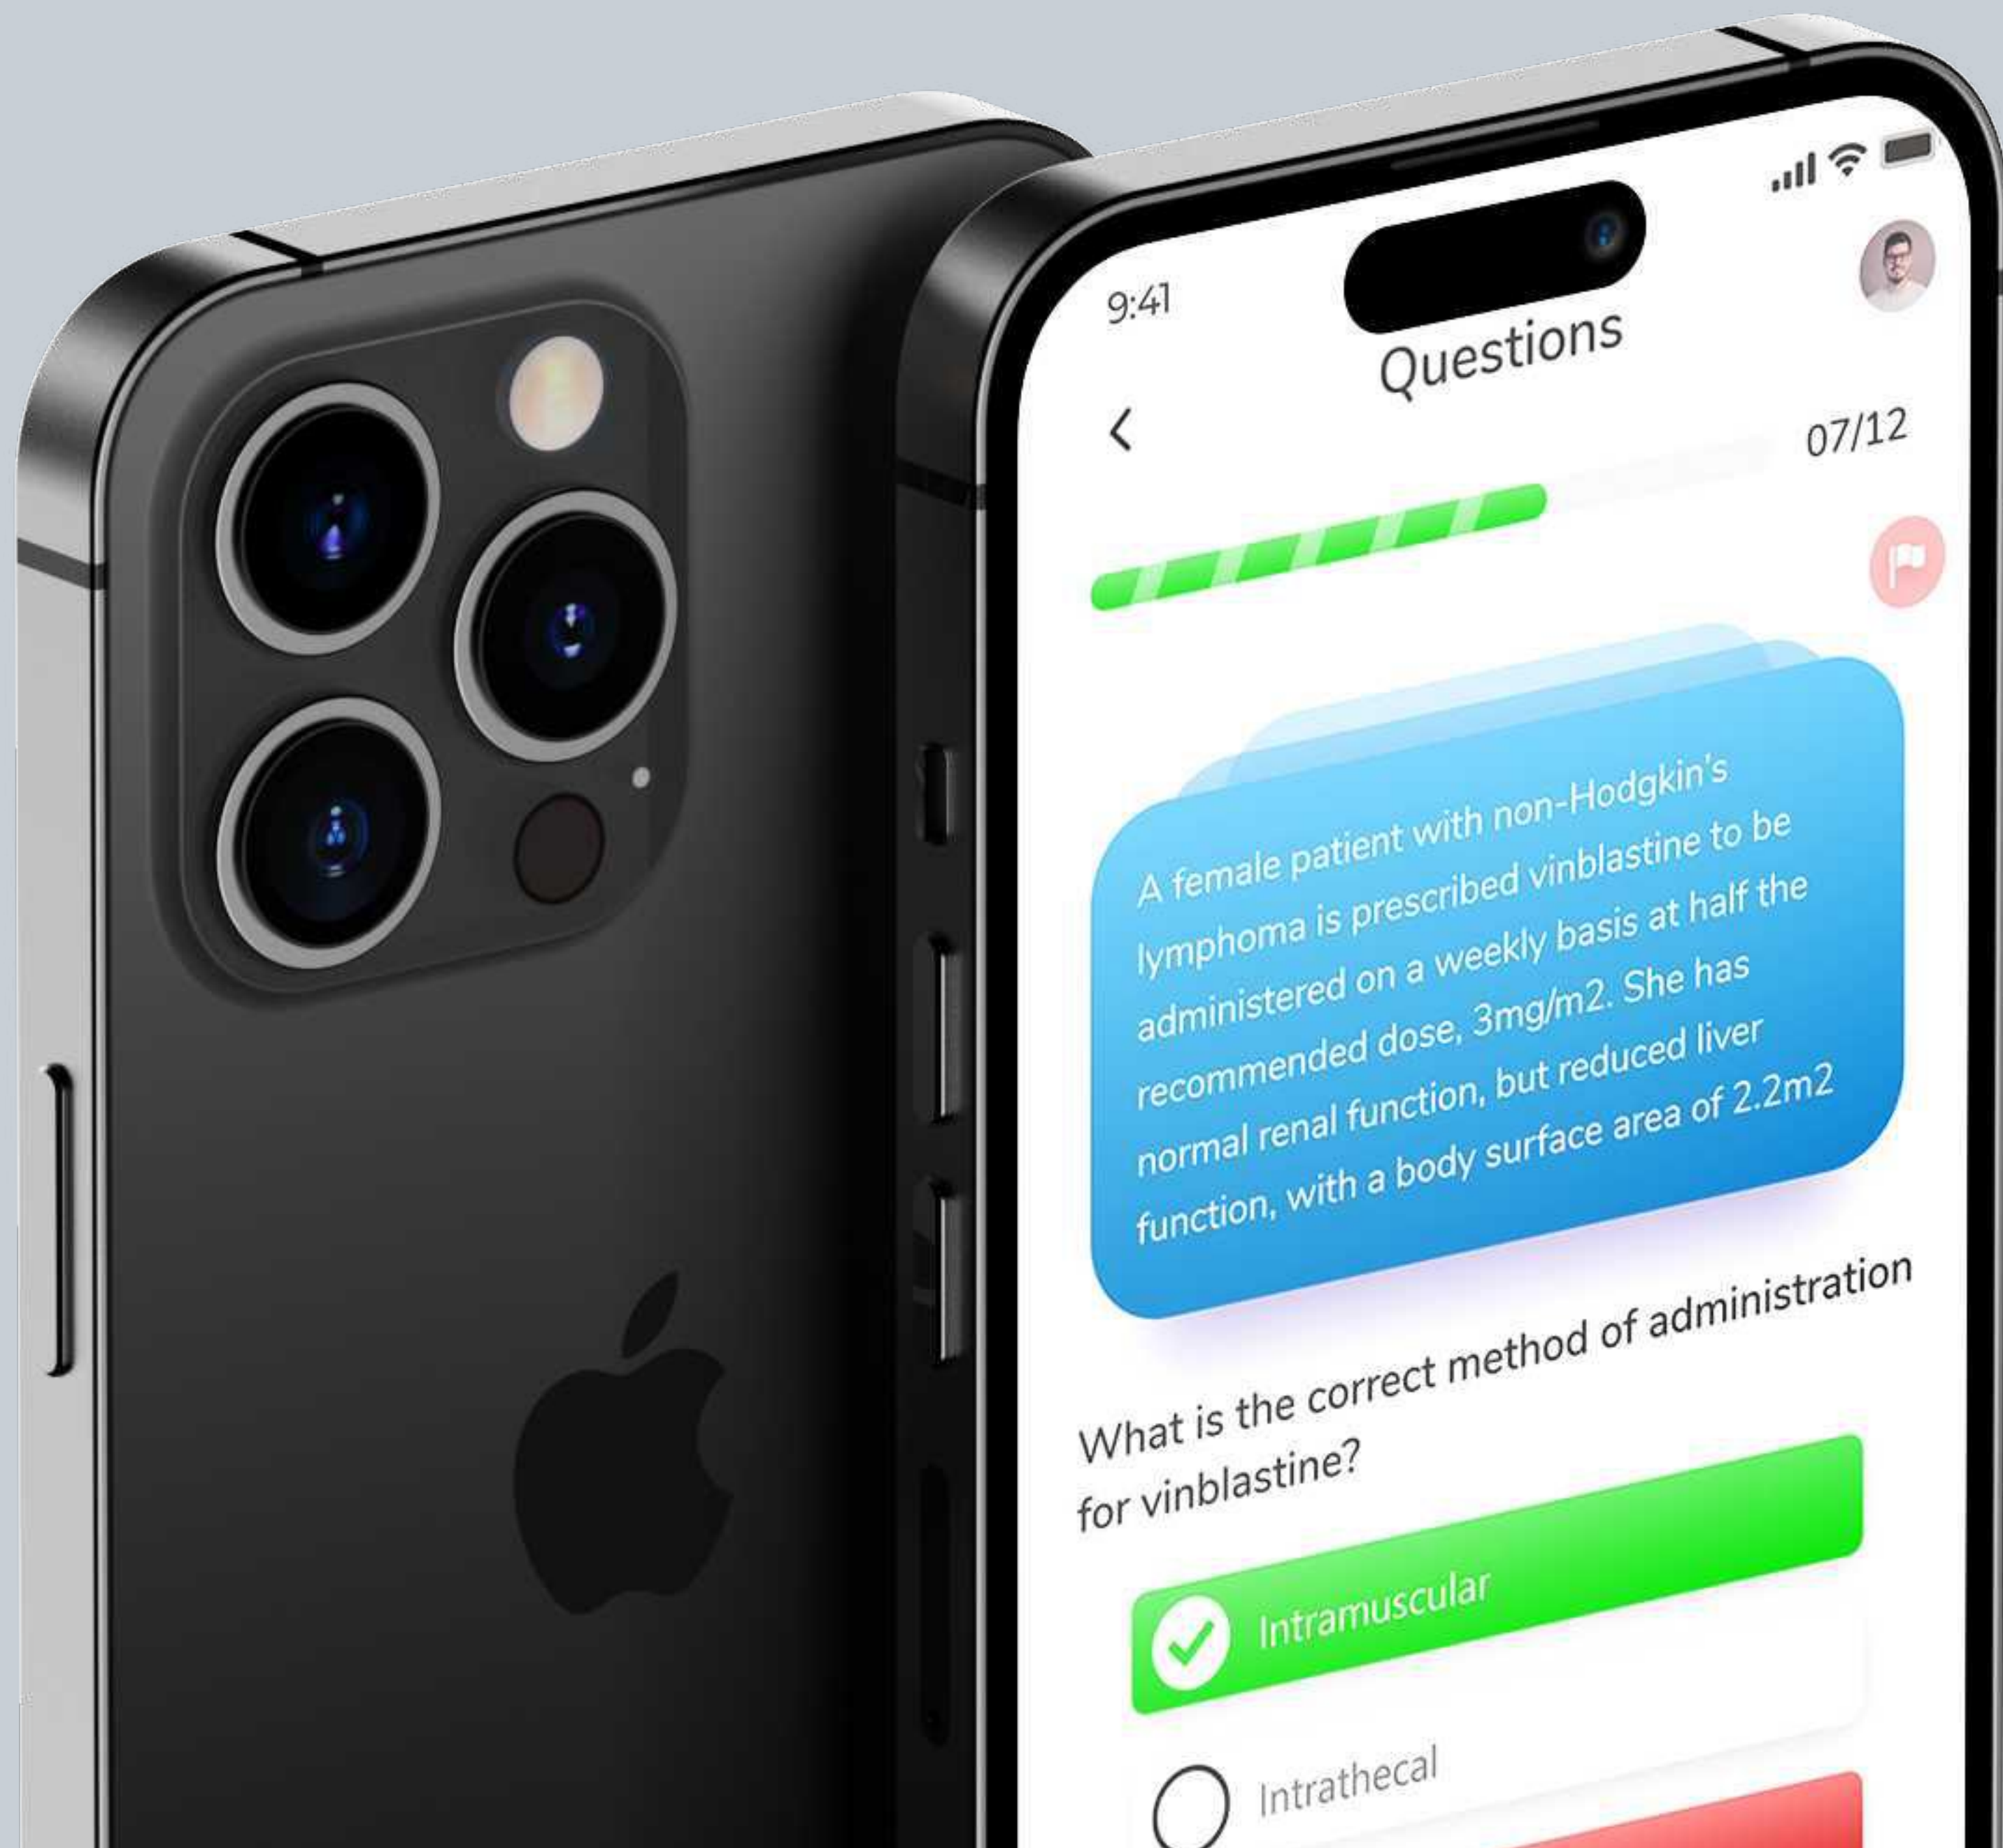 9:41
Questions
07/12
A female patient with non-Hodgkin's
lymphoma is prescribed vinblastine to be
administered on a weekly basis at half the
recommended dose, 3mg/m2. She has
normal renal function, but reduced liver
function, with a body surface area of 2.2m2
What is the correct method of administration
for vinblastine?
Intramuscular
Intrathecal